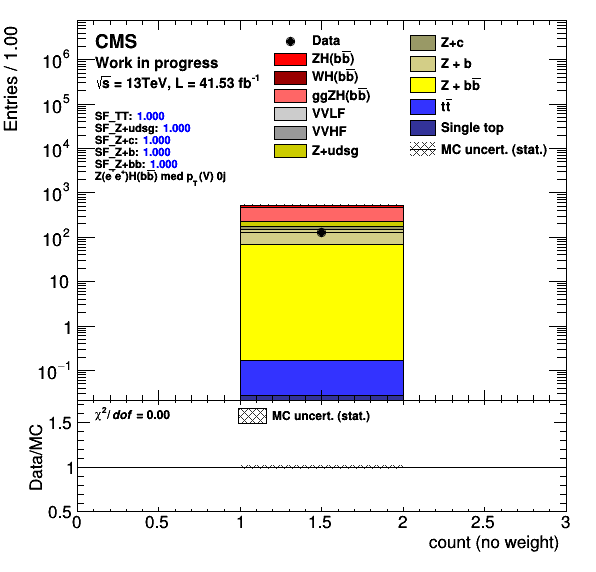 Entries / 1.00
10⁶
10⁵
10⁴
10³
10²
10
1
10⁻¹
CMS
Work in progress
√s = 13TeV, L = 41.53 fb⁻¹
SF_TT: 1.000
SF_Z+udsg: 1.000
SF_Z+c: 1.000
SF_Z+b: 1.000
SF_Z+bb: 1.000
Z(e⁻e⁺)H(bb̅) med p_T(V) 0j
Data
ZH(bb̅)
WH(bb̅)
ggZH(bb̅)
VVLF
VVHF
Z+udsg
Z+c
Z + b
Z + bb̅
tt̅
Single top
MC uncert. (stat.)
Data/MC
1.5
1
0.5
χ²/dof = 0.00
MC uncert. (stat.)
0 0.5 1 1.5 2 2.5 3
count (no weight)